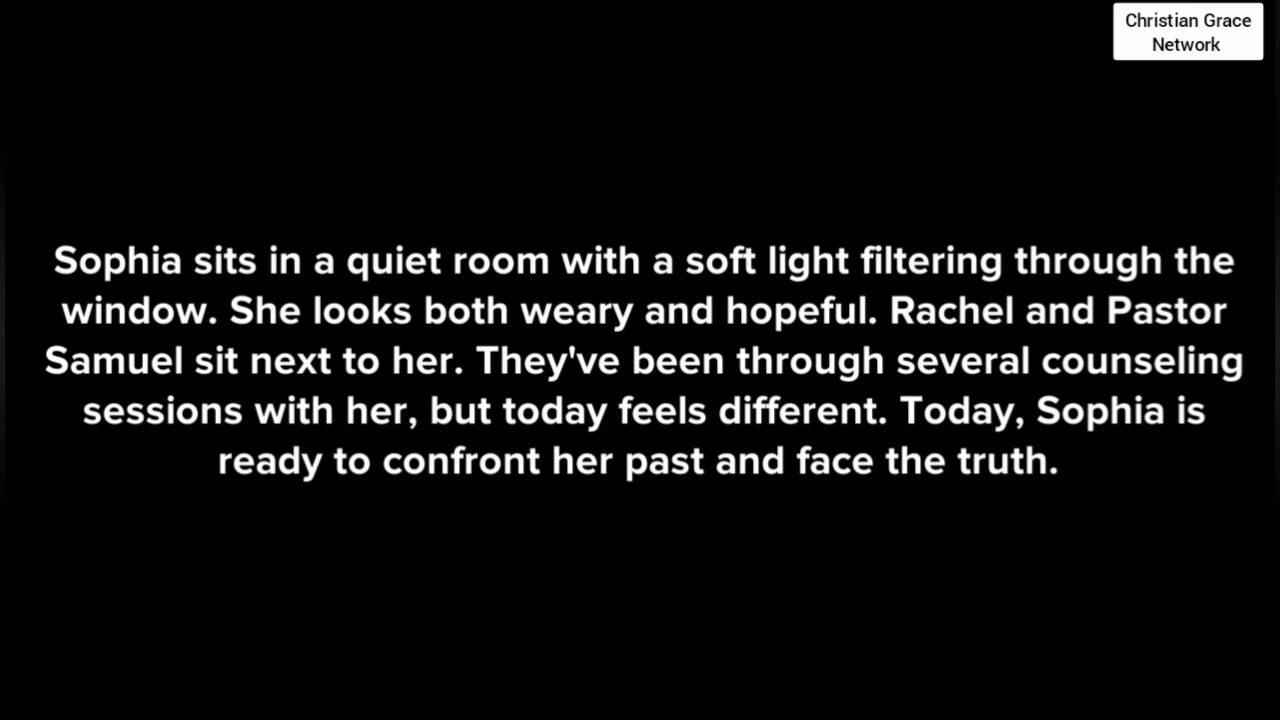 Christian Grace
Network
Sophia sits in a quiet room with a soft light filtering through the
window. She looks both weary and hopeful. Rachel and Pastor
Samuel sit next to her. They've been through several counseling
sessions with her, but today feels different. Today, Sophia is
ready to confront her past and face the truth.